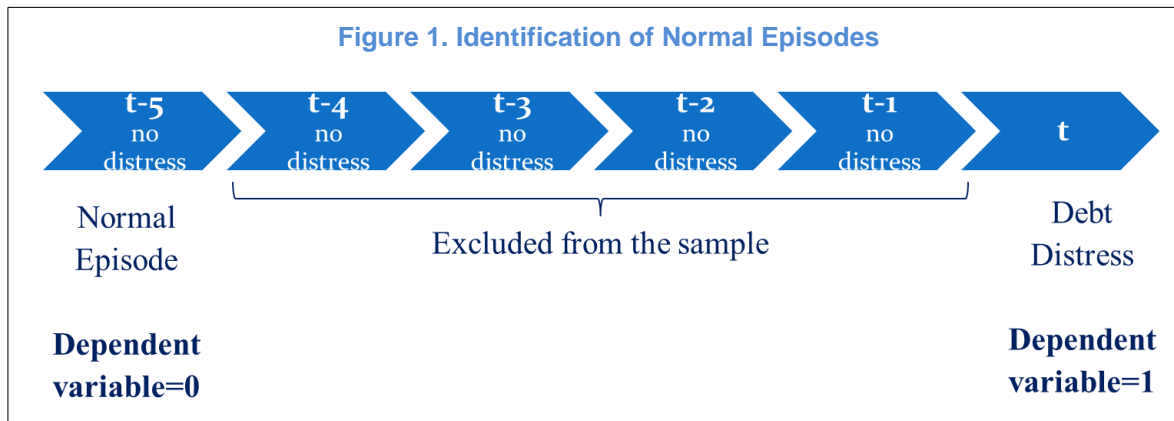 Figure 1. Identification of Normal Episodes
t-5
no
distress
t-4
no
distress
t-3
no
distress
t-2
no
distress
t-1
no
distress
t
Normal
Episode
Excluded from the sample
Debt
Distress
Dependent
variable=0
Dependent
variable=1